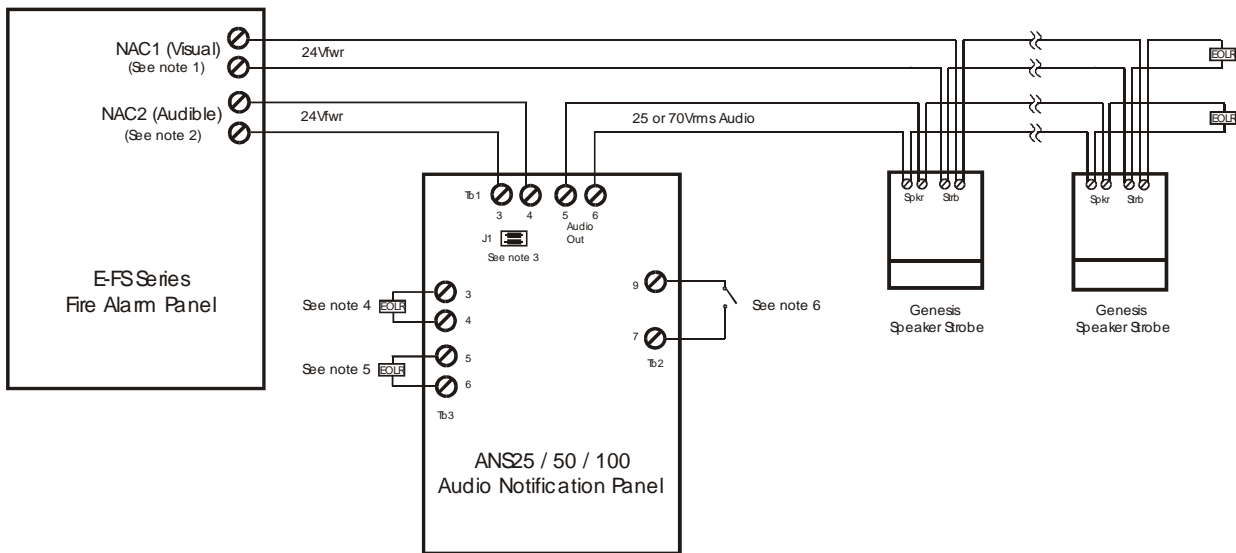 NAC1 (Visual)
(See note 1)
24Vfwr
NAC2 (Audible)
(See note 2)
24Vfwr
25 or 70Vrms Audio
EOLR
EOLR
E-FS Series
Fire Alarm Panel
Tb1
3
4
5
6
Audio
Out
J1
See note 3
See note 4
EOLR
3
4
See note 5
EOLR
5
6
Tb3
9
7
Tb2
See note 6
ANS25 / 50 / 100
Audio Notification Panel
Spkr
Strb
Genesis
Speaker Strobe
Spkr
Strb
Genesis
Speaker Strobe